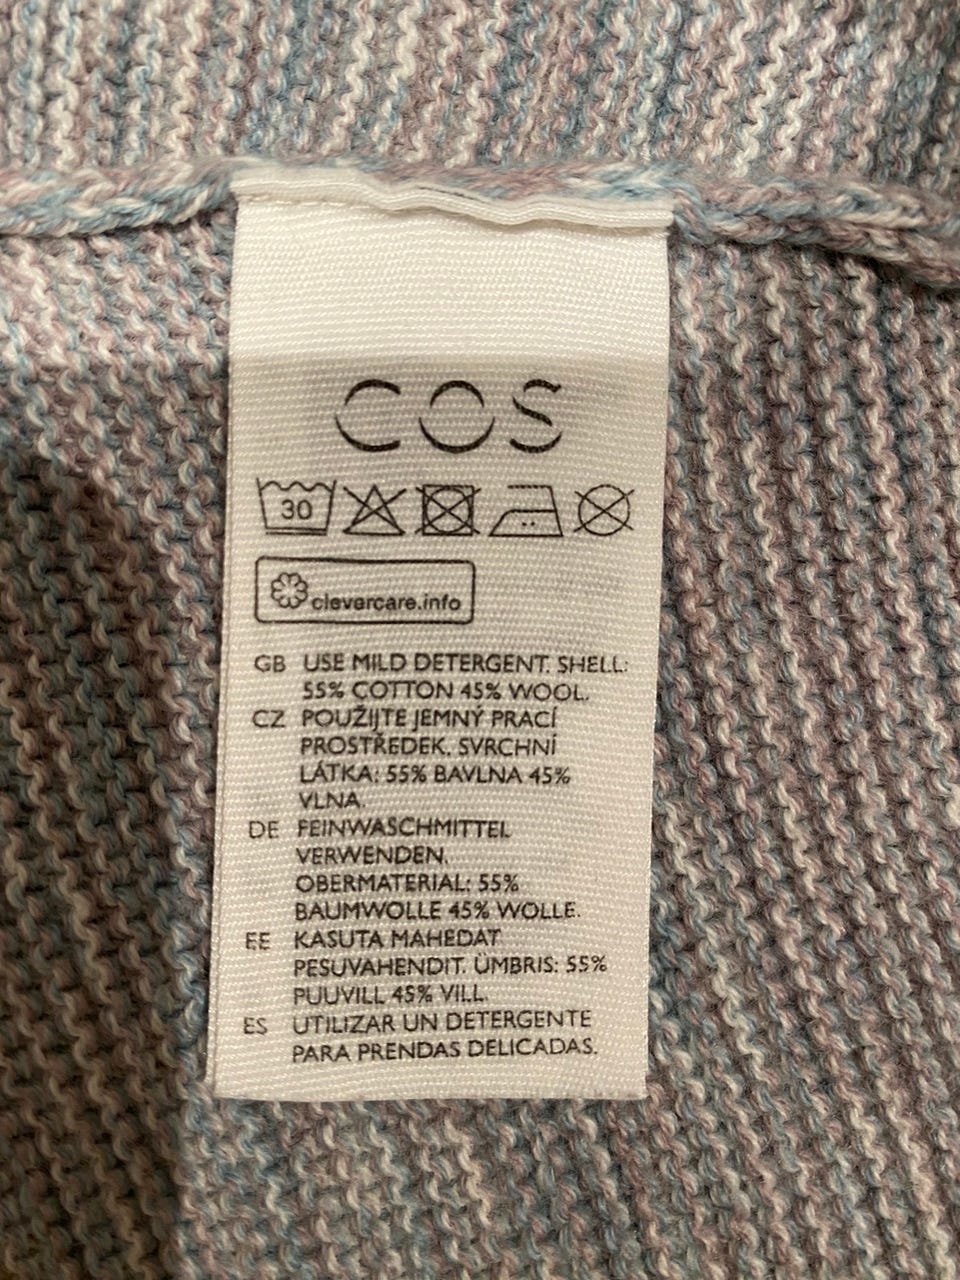 COS
30
clevercare.info
GB USE MILD DETERGENT. SHELL:
55% COTTON 45% WOOL.
CZ POUŽIJTE JEMNÝ PRACÍ
PROSTŘEDEK. SVRCHNÍ
LÁTKA: 55% BAVLNA 45%
VLNA.
DE FEINWASCHMITTEL
VERWENDEN.
OBERMATERIAL: 55%
BAUMWOLLE 45% WOLLE.
EE KASUTA MAHEDAT
PESUVAHENDIT. ÜMBRIS: 55%
PUUVILL 45% VILL.
ES UTILIZAR UN DETERGENTE
PARA PRENDAS DELICADAS.